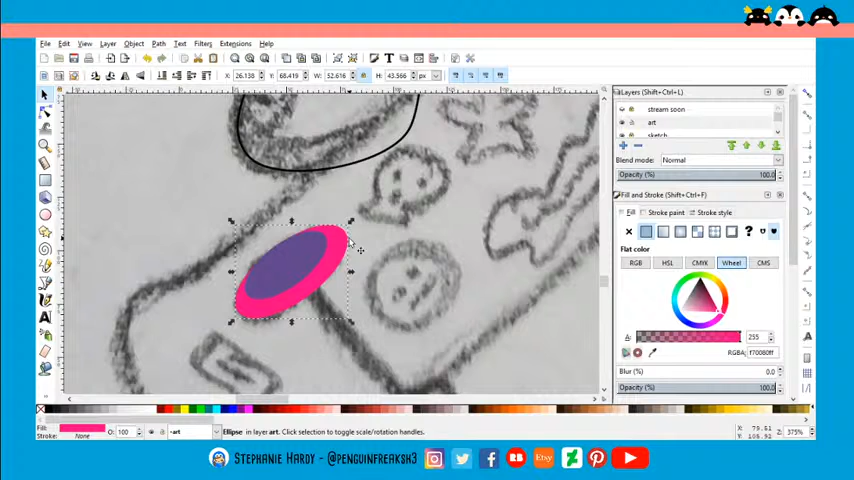 File Edit View Layer Object Path Text Filters Extensions Help
X: 26.138 Y: 68.419 W: 52.616 H: 43.566 px
Layers (Shift+Ctrl+L)
stream soon
art
sketch
Blend mode: Normal
Opacity (%) 100.0
Fill and Stroke (Shift+Ctrl+F)
Fill Stroke paint Stroke style
Flat color
RGB HSL CMYK Wheel CMS
A: 255
RGBA: f70080ff
Blur (%) 0.0
Opacity (%) 100.0
Fill:
Stroke: None
O: 100
-art
Ellipse in layer art. Click selection to toggle scale/rotation handles.
X: 79.61
Y: 106.92
Z: 375%
Stephanie Hardy - @penguinfreaksh3
Etsy